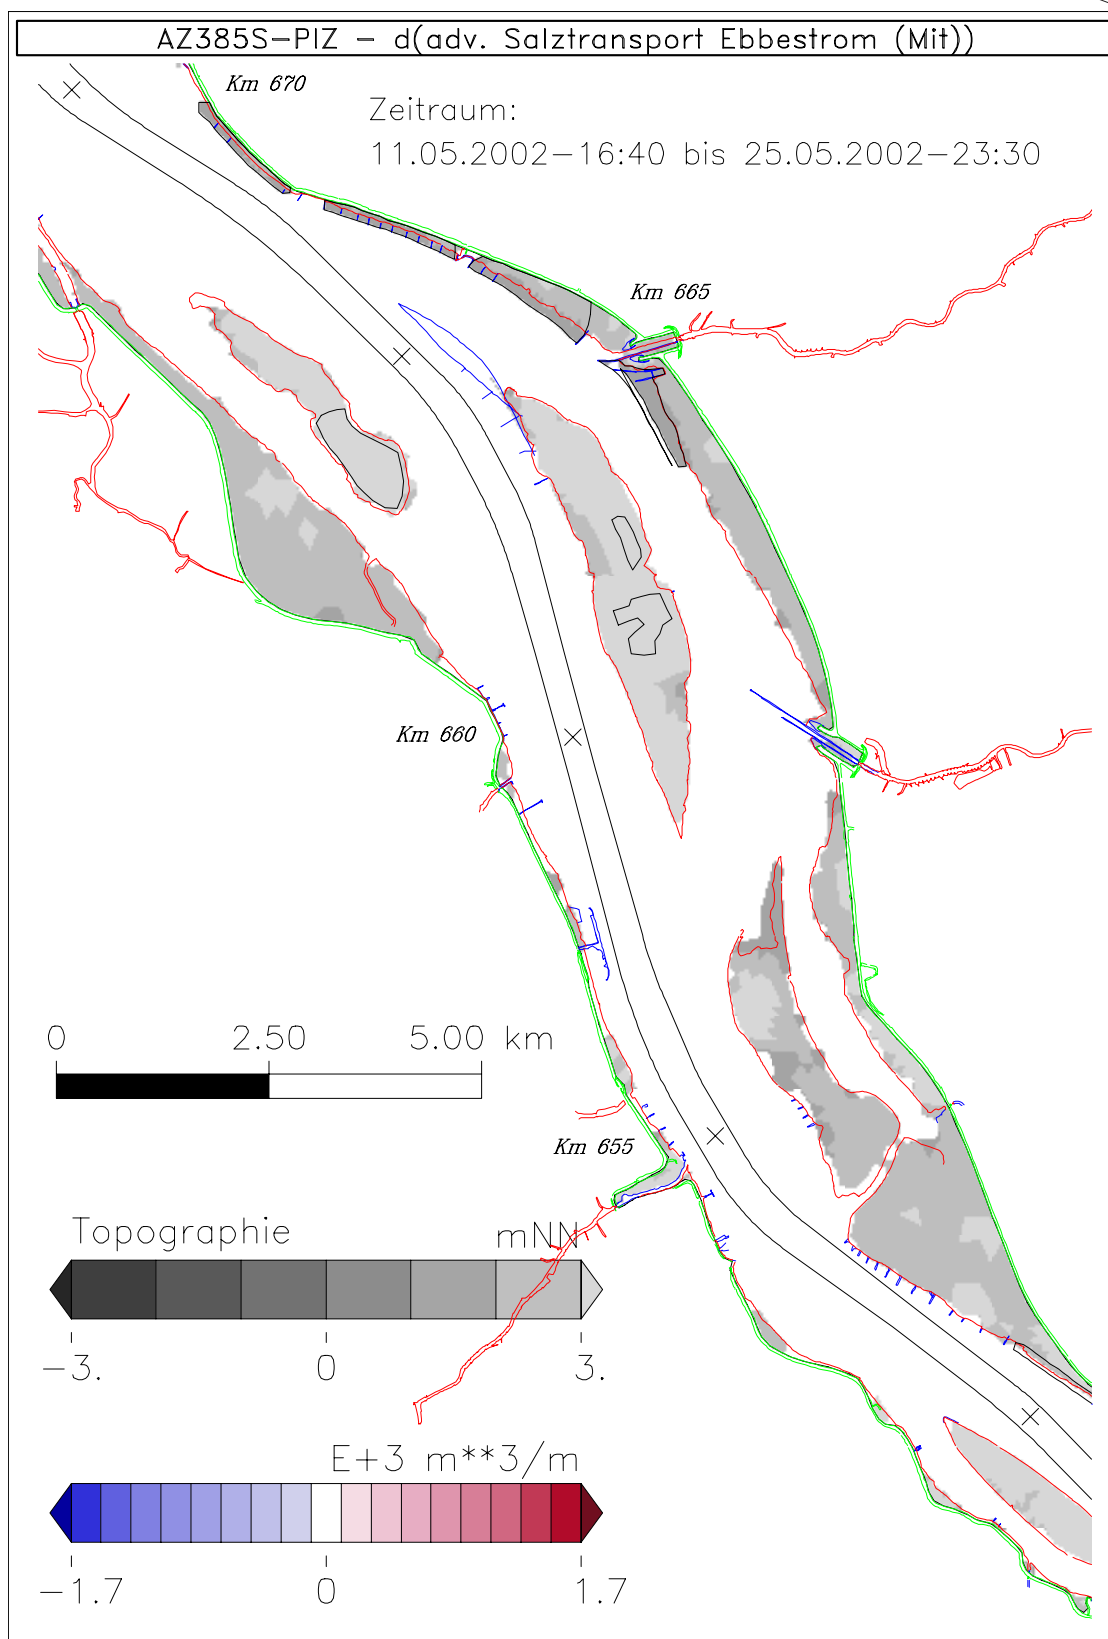 AZ385S-PIZ - d(adv. Salztransport Ebbestrom (Mit))
Km 670
Zeitraum:
11.05.2002-16:40 bis 25.05.2002-23:30
Km 665
Km 660
0 2.50 5.00 km
Km 655
Topographie mNN
-3. 0 3.
E+3 m**3/m
-1.7 0 1.7